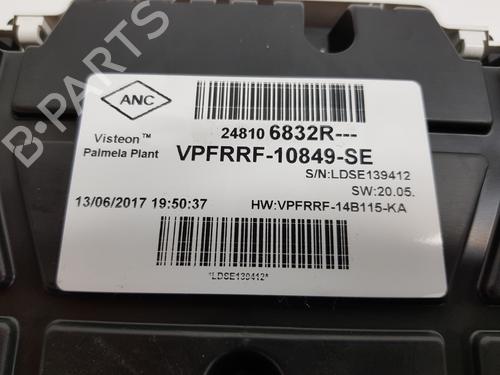 B-PARTS
ANC
24810 6832R---
Visteon™
Palmela Plant
VPFRRF-10849-SE
S/N:LDSE139412
SW:20.05.
13/06/2017 19:50:37
HW:VPFRRF-14B115-KA
*LDSE139412*